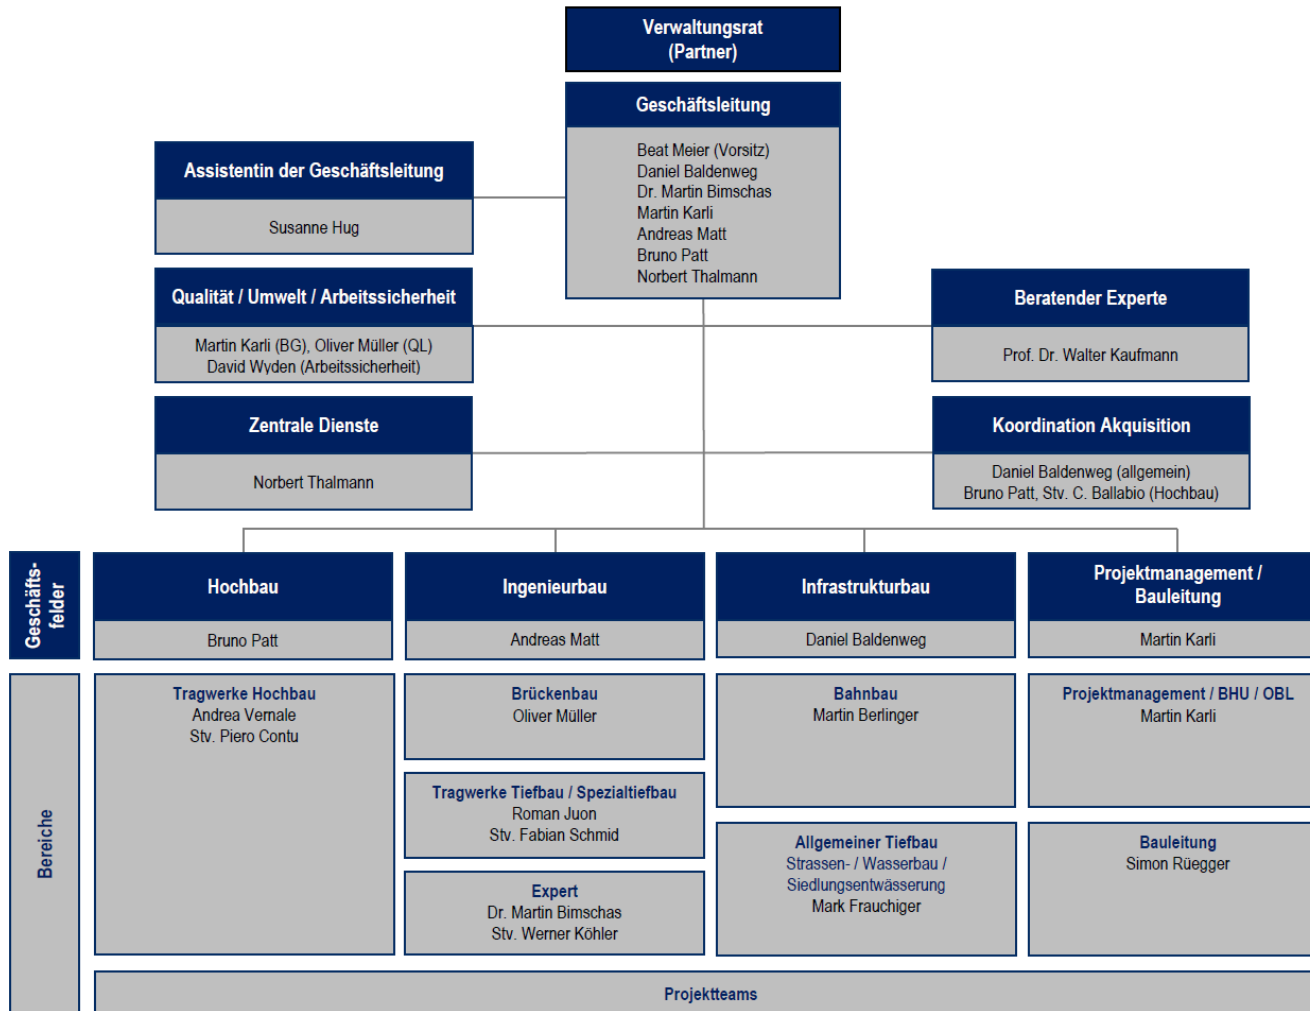 Verwaltungsrat
(Partner)
Geschäftsleitung
Beat Meier (Vorsitz)
Daniel Baldenweg
Dr. Martin Bimschas
Martin Karli
Andreas Matt
Bruno Patt
Norbert Thalmann
Assistentin der Geschäftsleitung
Susanne Hug
Qualität / Umwelt / Arbeitssicherheit
Martin Karli (BG), Oliver Müller (QL)
David Wyden (Arbeitssicherheit)
Beratender Experte
Prof. Dr. Walter Kaufmann
Zentrale Dienste
Norbert Thalmann
Koordination Akquisition
Daniel Baldenweg (allgemein)
Bruno Patt, Stv. C. Ballabio (Hochbau)
Geschäfts-
felder
Hochbau
Bruno Patt
Ingenieurbau
Andreas Matt
Infrastrukturbau
Daniel Baldenweg
Projektmanagement /
Bauleitung
Martin Karli
Bereiche
Tragwerke Hochbau
Andrea Vernale
Stv. Piero Contu
Brückenbau
Oliver Müller
Tragwerke Tiefbau / Spezialtiefbau
Roman Juon
Stv. Fabian Schmid
Expert
Dr. Martin Bimschas
Stv. Werner Köhler
Bahnbau
Martin Berlinger
Allgemeiner Tiefbau
Strassen- / Wasserbau /
Siedlungsentwässerung
Mark Frauchiger
Projektmanagement / BHU / OBL
Martin Karli
Bauleitung
Simon Rüegger
Projektteams